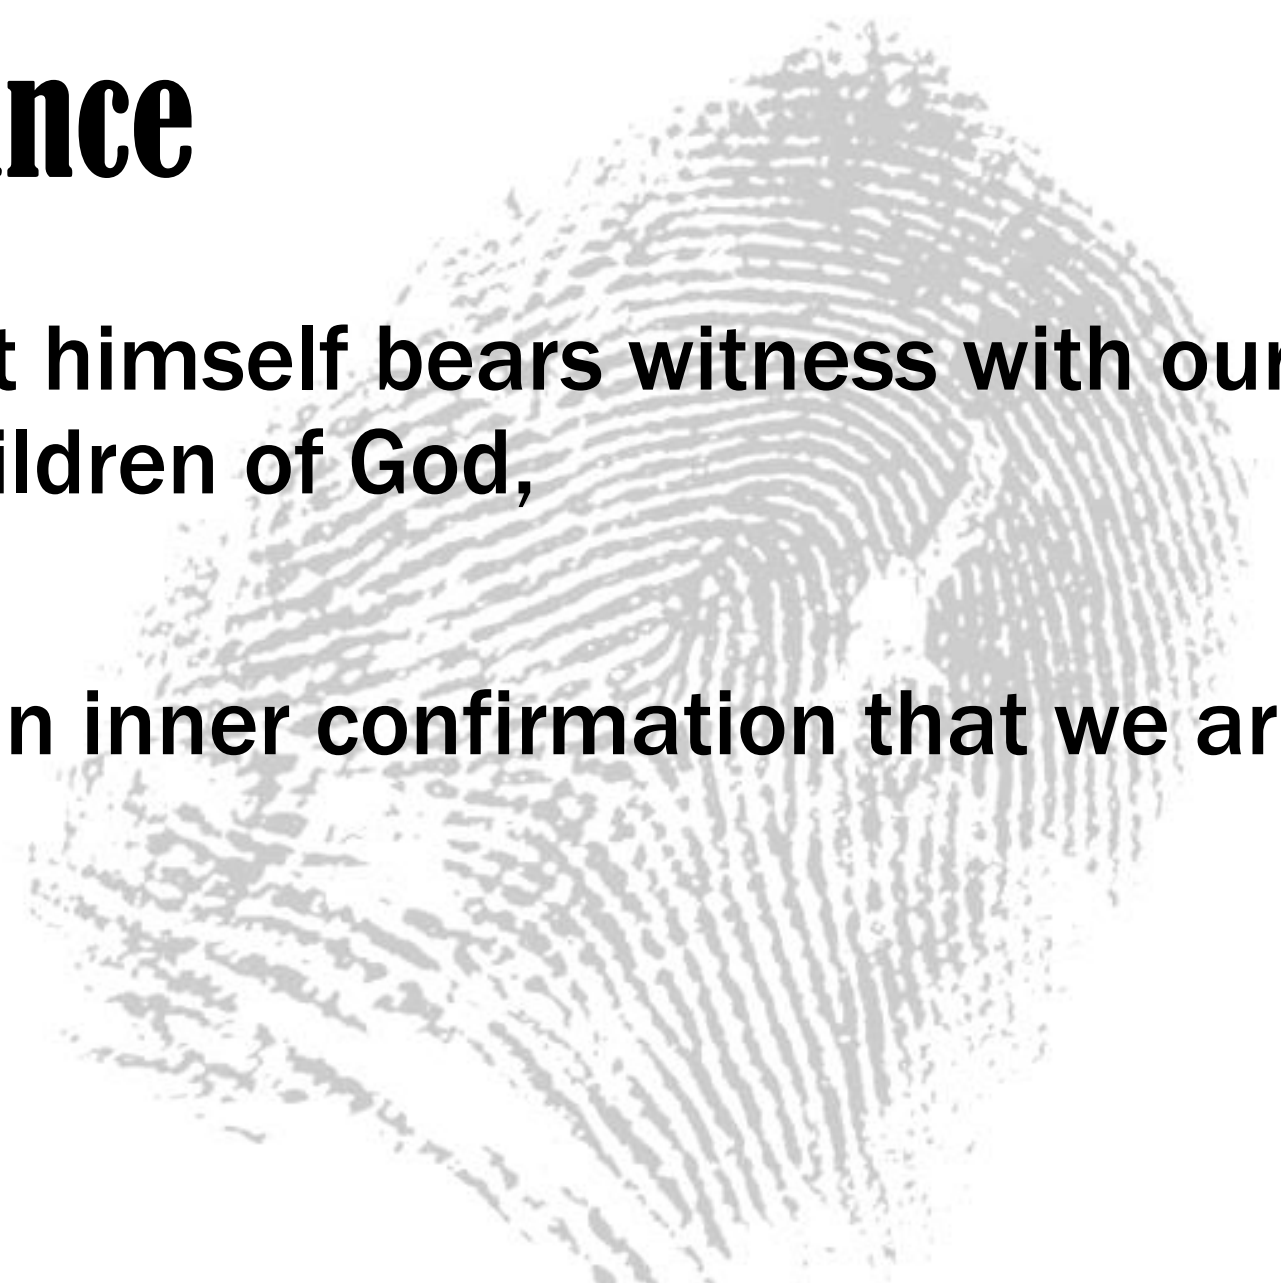 nce
t himself bears witness with our
ildren of God,
n inner confirmation that we ar